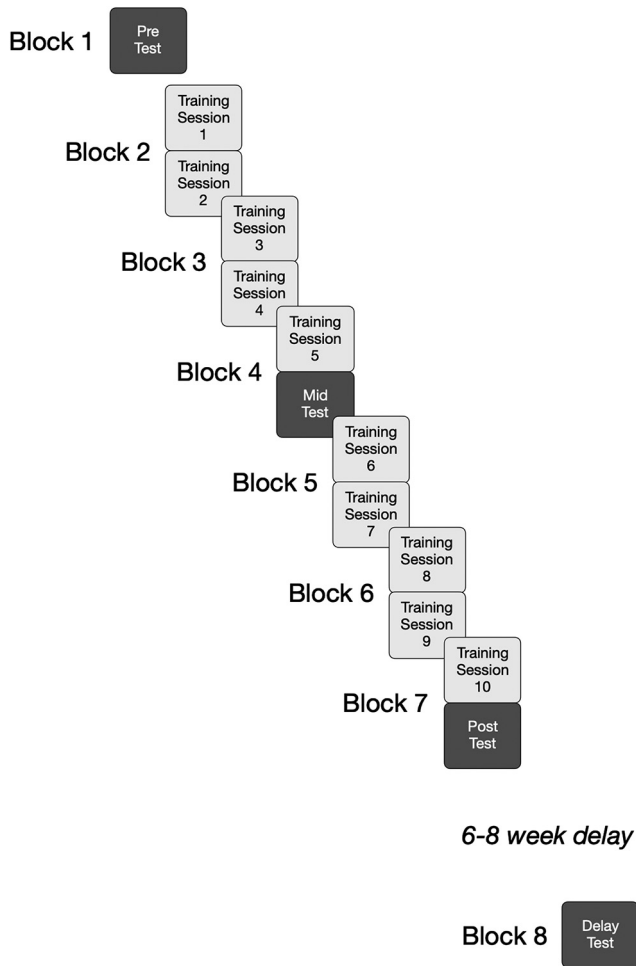 Block 1
Pre
Test
Block 2
Training
Session
1
Training
Session
2
Block 3
Training
Session
3
Training
Session
4
Block 4
Training
Session
5
Mid
Test
Block 5
Training
Session
6
Training
Session
7
Block 6
Training
Session
8
Training
Session
9
Block 7
Training
Session
10
Post
Test
6-8 week delay
Block 8
Delay
Test